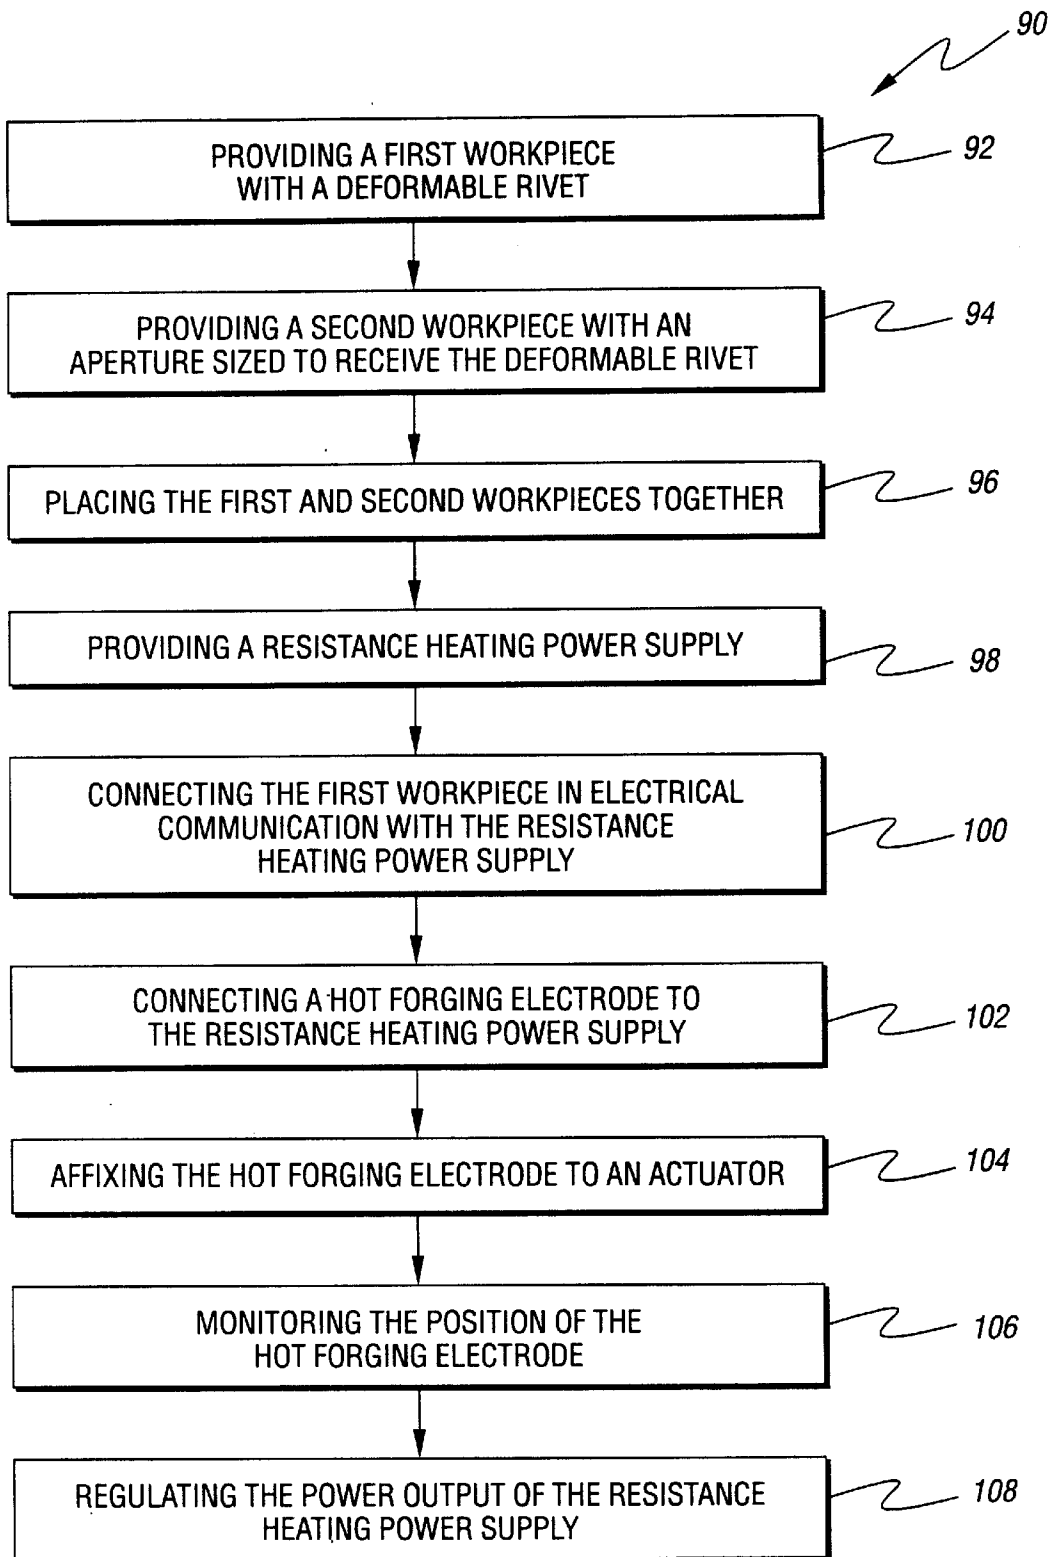 90
PROVIDING A FIRST WORKPIECE
WITH A DEFORMABLE RIVET
92
PROVIDING A SECOND WORKPIECE WITH AN
APERTURE SIZED TO RECEIVE THE DEFORMABLE RIVET
94
PLACING THE FIRST AND SECOND WORKPIECES TOGETHER
96
PROVIDING A RESISTANCE HEATING POWER SUPPLY
98
CONNECTING THE FIRST WORKPIECE IN ELECTRICAL
COMMUNICATION WITH THE RESISTANCE
HEATING POWER SUPPLY
100
CONNECTING A HOT FORGING ELECTRODE TO
THE RESISTANCE HEATING POWER SUPPLY
102
AFFIXING THE HOT FORGING ELECTRODE TO AN ACTUATOR
104
MONITORING THE POSITION OF THE
HOT FORGING ELECTRODE
106
REGULATING THE POWER OUTPUT OF THE RESISTANCE
HEATING POWER SUPPLY
108